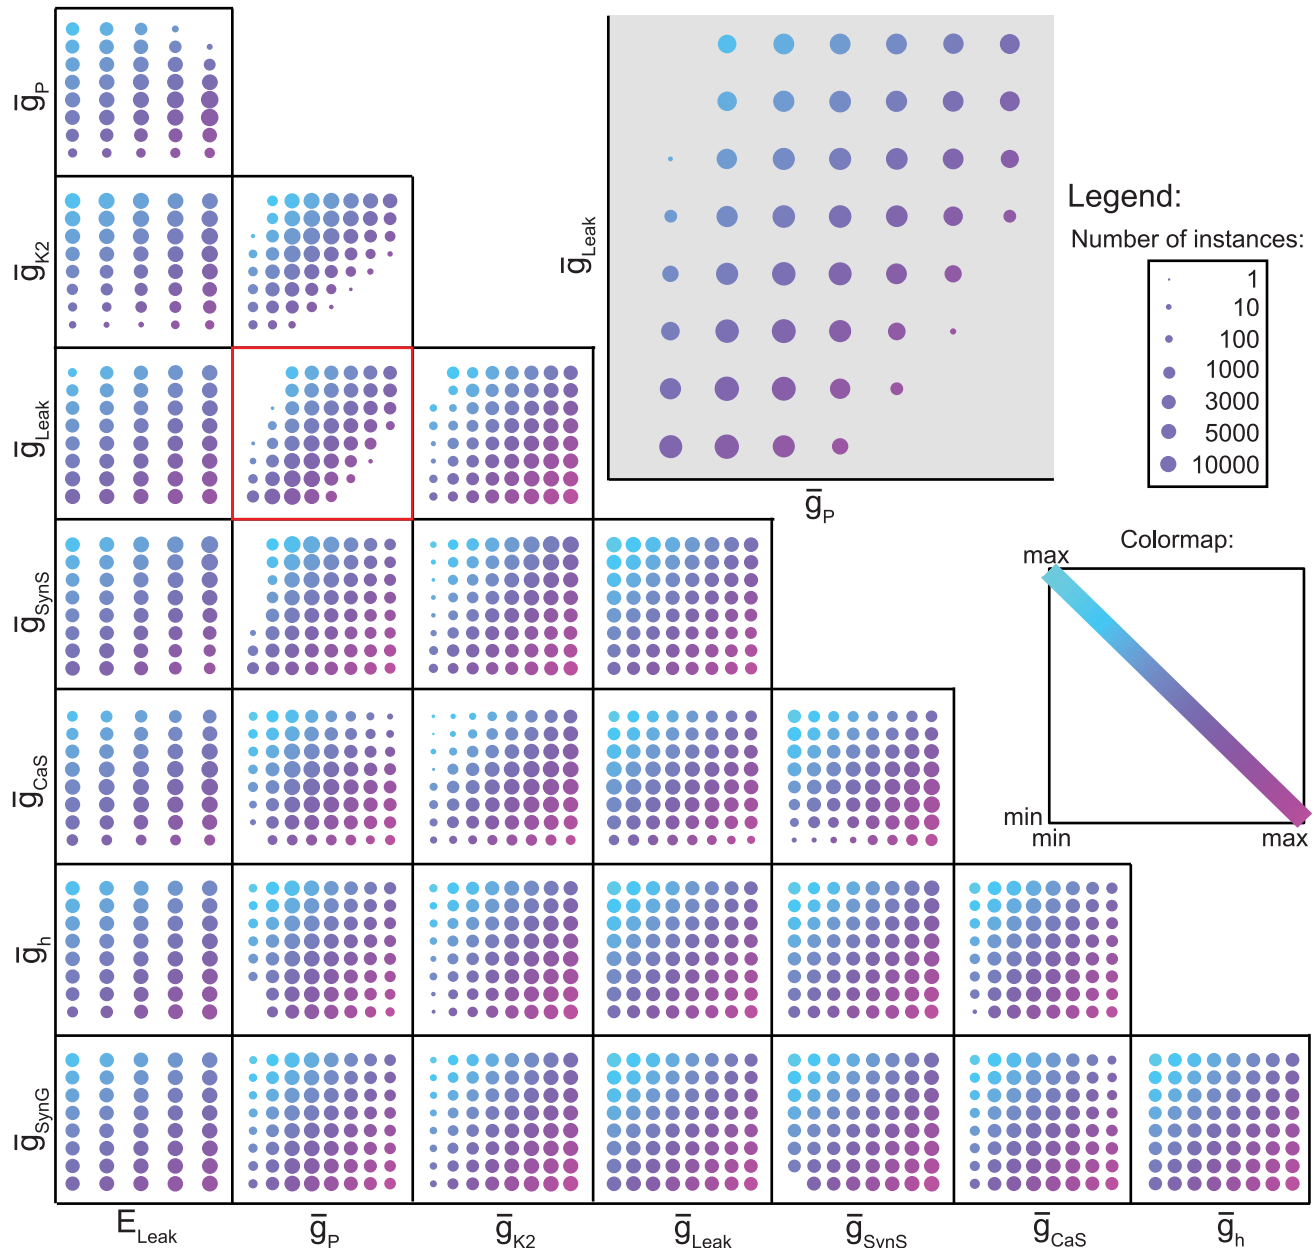 ḡP
ḡK2
ḡLeak
ḡSynS
ḡCaS
ḡh
ḡSynG
ELeak
ḡP
ḡK2
ḡLeak
ḡSynS
ḡCaS
ḡh
ḡLeak
ḡP
Legend:
Number of instances:
1
10
100
1000
3000
5000
10000
Colormap:
max
min
min
max